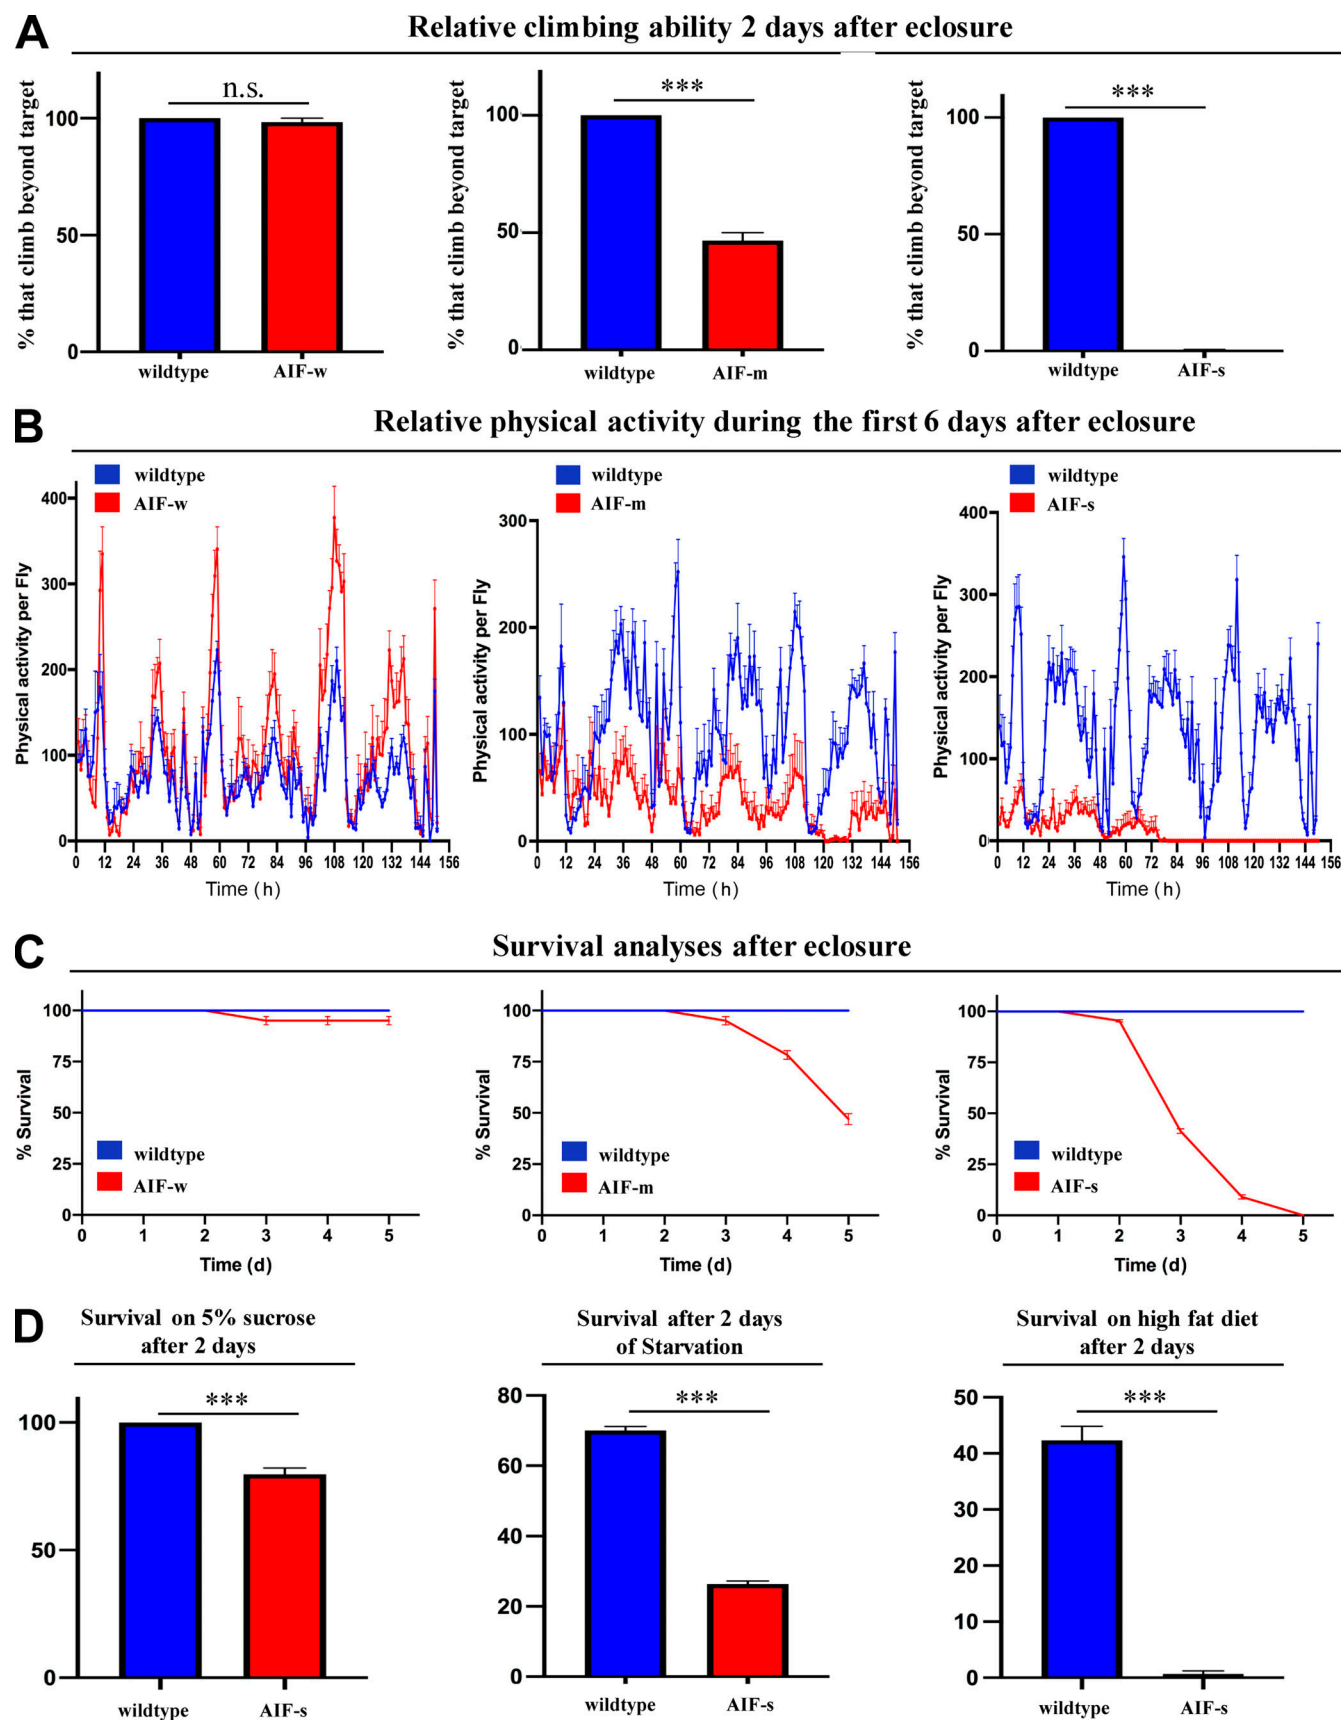 A
Relative climbing ability 2 days after eclosure
% that climb beyond target
100
50
0
n.s.
wildtype
AIF-w
% that climb beyond target
100
50
0
***
wildtype
AIF-m
% that climb beyond target
100
50
0
***
wildtype
AIF-s
B
Relative physical activity during the first 6 days after eclosure
wildtype
AIF-w
Physical activity per Fly
400
300
200
100
0
0 12 24 36 48 60 72 84 96 108 120 132 144 156
Time (h)
wildtype
AIF-m
Physical activity per Fly
300
200
100
0
0 12 24 36 48 60 72 84 96 108 120 132 144 156
Time (h)
wildtype
AIF-s
Physical activity per Fly
400
300
200
100
0
0 12 24 36 48 60 72 84 96 108 120 132 144 156
Time (h)
C
Survival analyses after eclosure
% Survival
100
75
50
25
0
wildtype
AIF-w
0 1 2 3 4 5
Time (d)
% Survival
100
75
50
25
0
wildtype
AIF-m
0 1 2 3 4 5
Time (d)
% Survival
100
75
50
25
0
wildtype
AIF-s
0 1 2 3 4 5
Time (d)
D
Survival on 5% sucrose
after 2 days
100
50
0
***
wildtype
AIF-s
Survival after 2 days
of Starvation
80
60
40
20
0
***
wildtype
AIF-s
Survival on high fat diet
after 2 days
50
40
30
20
10
0
***
wildtype
AIF-s